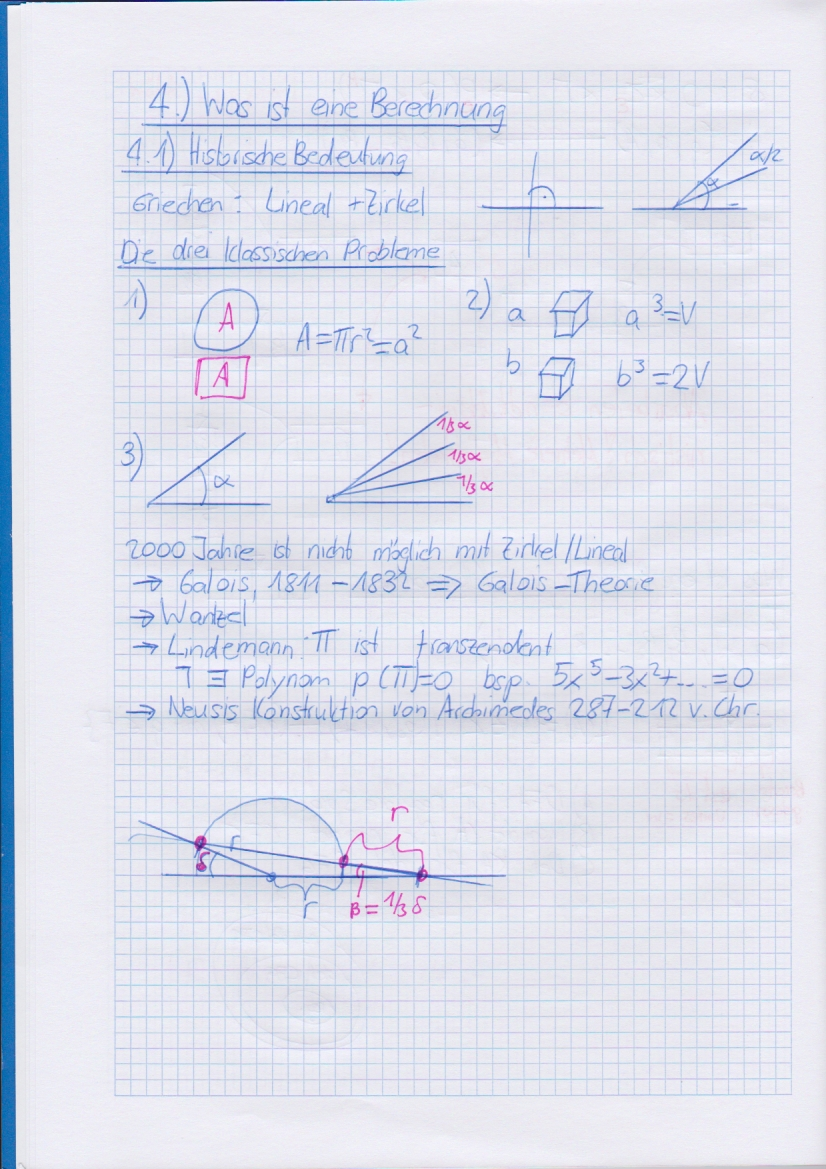 4.) Was ist eine Berechnung
4.1) Historische Bedeutung
Griechen: Lineal + Zirkel
α α/2
Die drei klassischen Probleme
1) A A = πr² = a²
A
2) a a³ = V
b b³ = 2V
3) α 1/3α
1/3α
1/3α
2000 Jahre ist nicht möglich mit Zirkel/Lineal
→ Galois, 1811 – 1832 ⇒ Galois-Theorie
→ Wantzel
→ Lindemann: π ist transzendent
¬∃ Polynom p(π)=0 bsp. 5x⁵–3x²+... = 0
→ Neusis Konstruktion von Archimedes 287–212 v. Chr.
r
r
δ
r
β = 1/3 δ